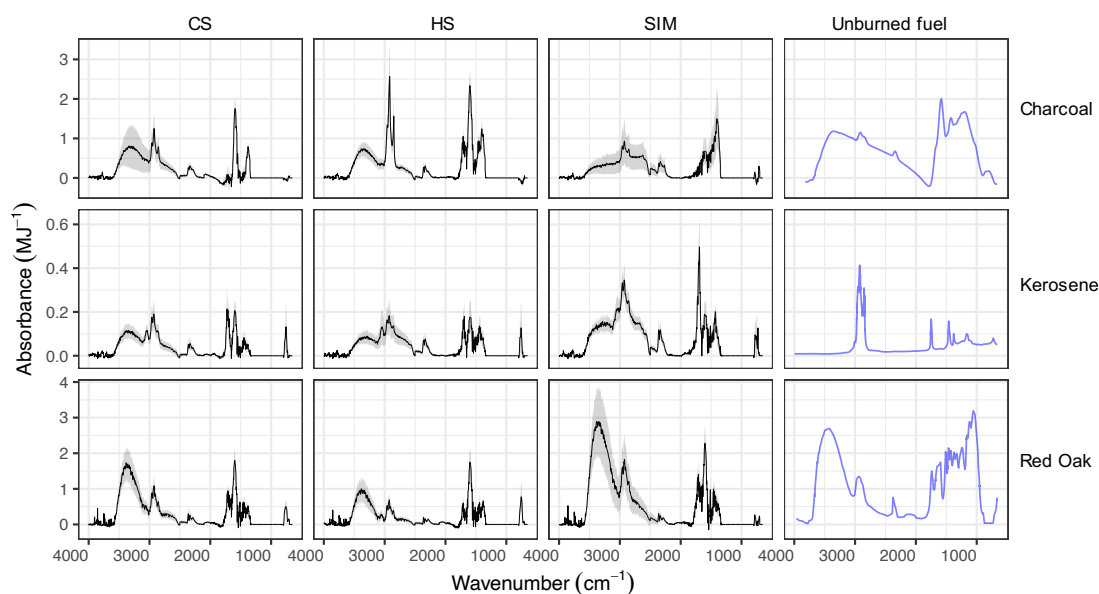 CS HS SIM Unburned fuel
3
2
1
0
Charcoal
0.6
0.4
0.2
0.0
Kerosene
4
3
2
1
0
Red Oak
4000 3000 2000 1000 4000 3000 2000 1000 4000 3000 2000 1000 4000 3000 2000 1000
Wavenumber (cm⁻¹)
Absorbance (MJ⁻¹)